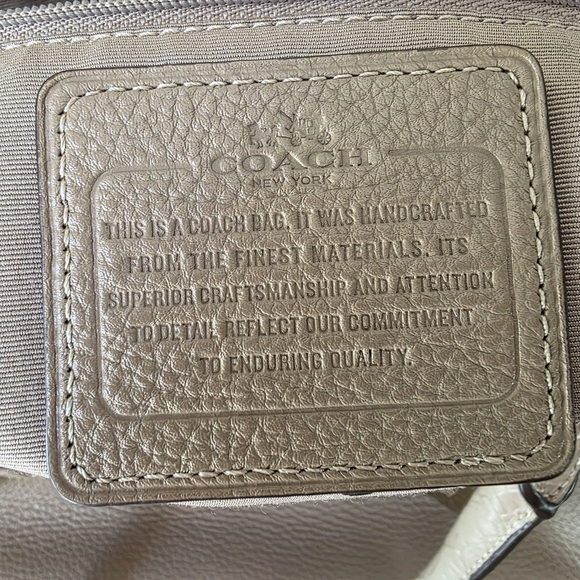 COACH
NEW YORK
THIS IS A COACH BAG. IT WAS HANDCRAFTED
FROM THE FINEST MATERIALS. ITS
SUPERIOR CRAFTSMANSHIP AND ATTENTION
TO DETAIL REFLECT OUR COMMITMENT
TO ENDURING QUALITY.